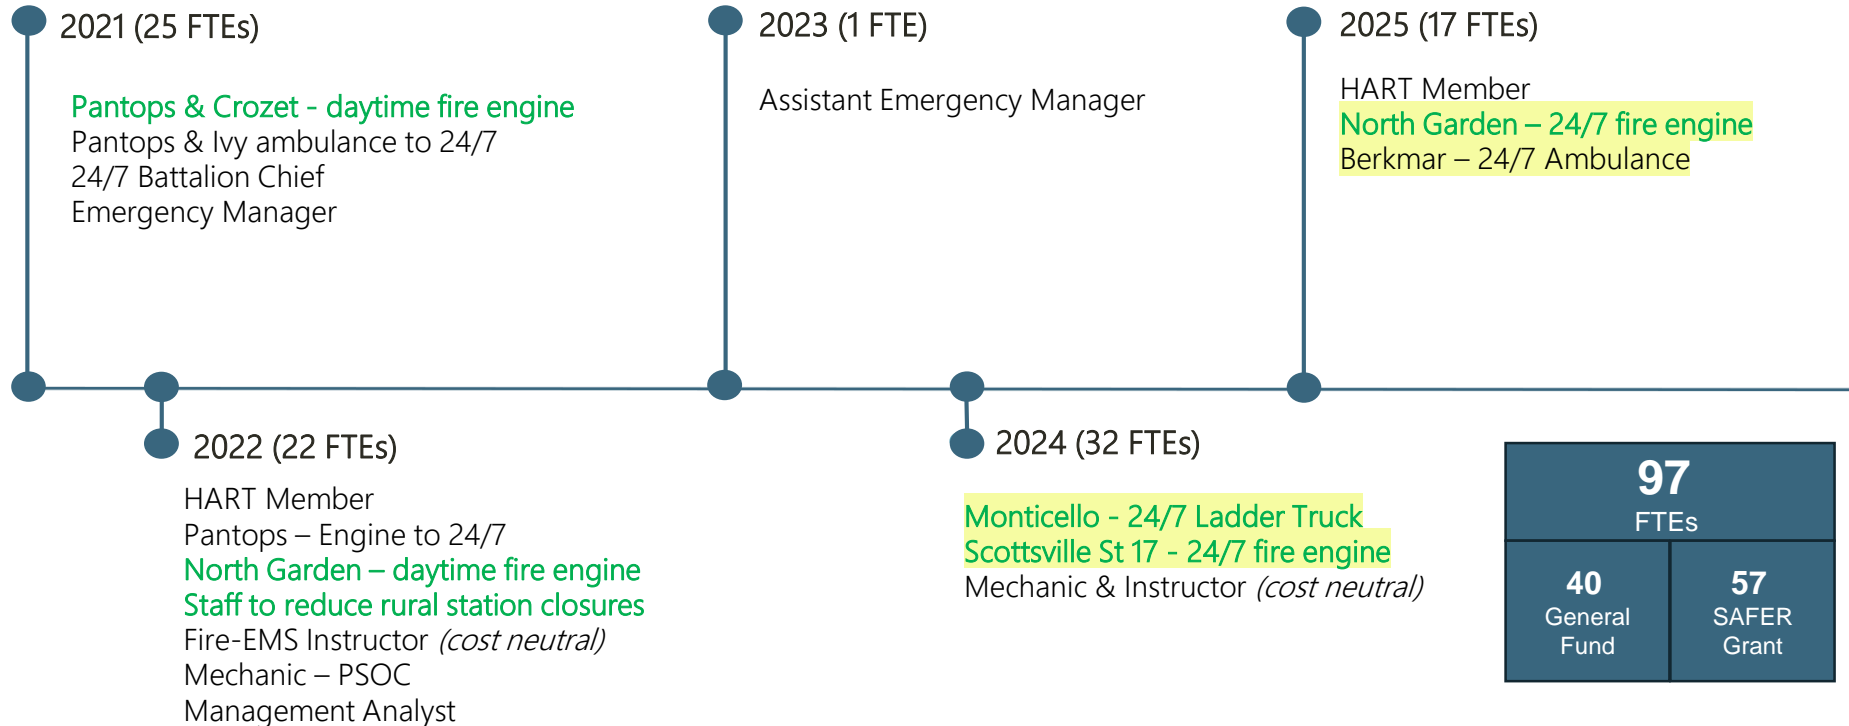 2021 (25 FTEs)
Pantops & Crozet - daytime fire engine
Pantops & Ivy ambulance to 24/7
24/7 Battalion Chief
Emergency Manager
2022 (22 FTEs)
HART Member
Pantops – Engine to 24/7
North Garden – daytime fire engine
Staff to reduce rural station closures
Fire-EMS Instructor (cost neutral)
Mechanic – PSOC
Management Analyst
2023 (1 FTE)
Assistant Emergency Manager
2024 (32 FTEs)
Monticello - 24/7 Ladder Truck
Scottsville St 17 - 24/7 fire engine
Mechanic & Instructor (cost neutral)
2025 (17 FTEs)
HART Member
North Garden – 24/7 fire engine
Berkmar – 24/7 Ambulance
97
FTEs
40
General
Fund
57
SAFER
Grant